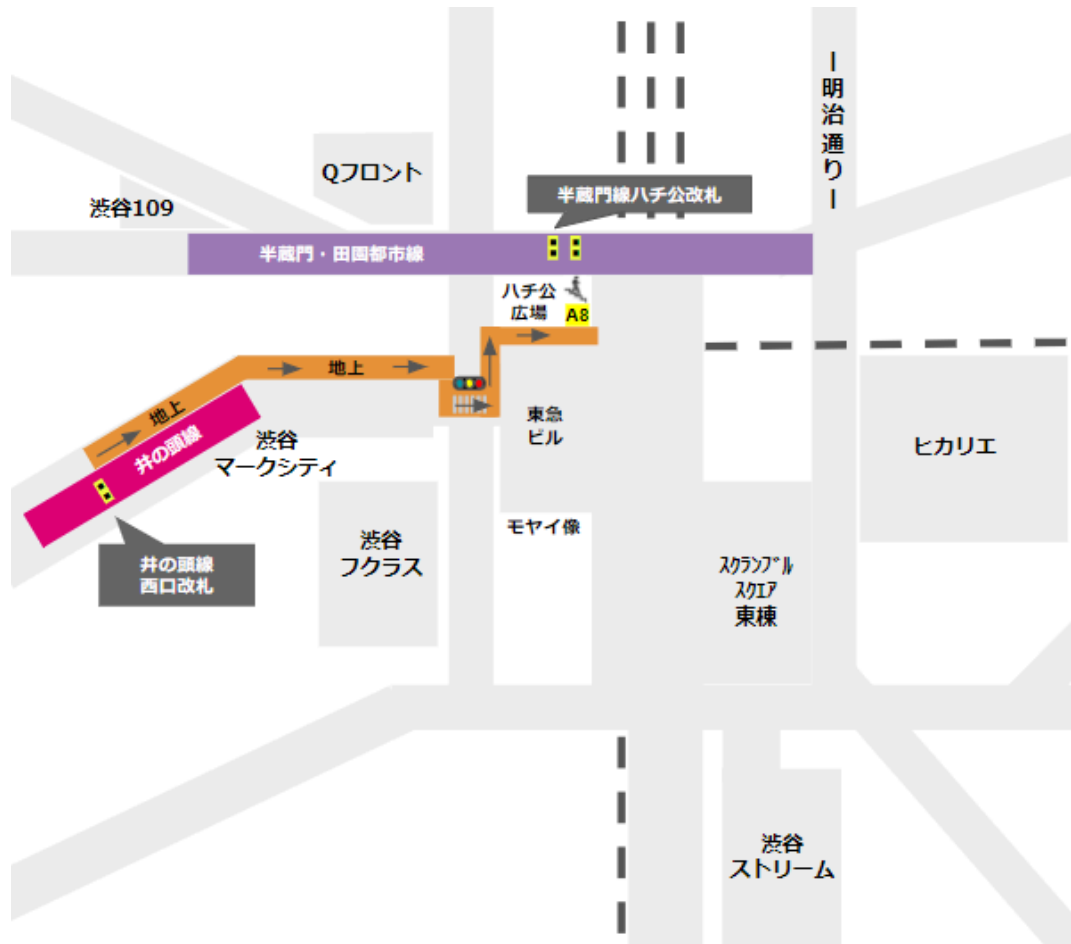 ー明治通りー
Qフロント
半蔵門線ハチ公改札
渋谷109
半蔵門・田園都市線
ハチ公
広場
A8
地上
地上
井の頭線
渋谷
マークシティ
東急
ビル
ヒカリエ
モヤイ像
渋谷
フクラス
井の頭線
西口改札
スクランブル
スクエア
東棟
渋谷
ストリーム